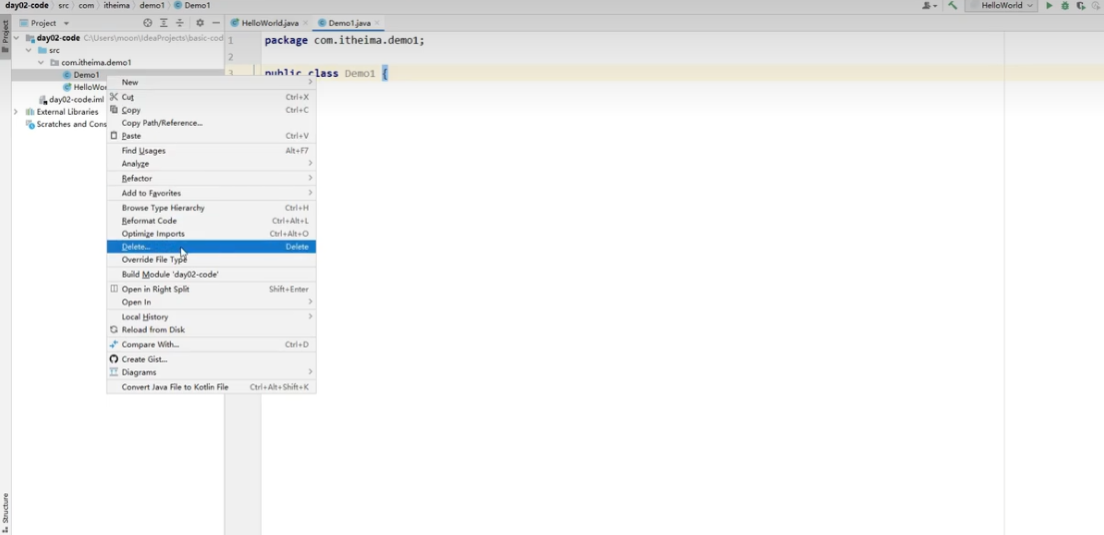 day02-code src com itheima demo1 Demo1
HelloWorld
Project
Project
HelloWorld.java
Demo1.java
day02-code C:\Users\moon\IdeaProjects\basic-cod
src
com.itheima.demo1
Demo1
HelloWor
day02-code.iml
External Libraries
Scratches and Cons
1 package com.itheima.demo1;
2
3 public class Demo1 {
New
Cut Ctrl+X
Copy Ctrl+C
Copy Path/Reference...
Paste Ctrl+V
Find Usages Alt+F7
Analyze
Refactor
Add to Favorites
Browse Type Hierarchy Ctrl+H
Reformat Code Ctrl+Alt+L
Optimize Imports Ctrl+Alt+O
Delete... Delete
Override File Type
Build Module 'day02-code'
Open in Right Split Shift+Enter
Open In
Local History
Reload from Disk
Compare With... Ctrl+D
Create Gist...
Diagrams
Convert Java File to Kotlin File Ctrl+Alt+Shift+K
Structure